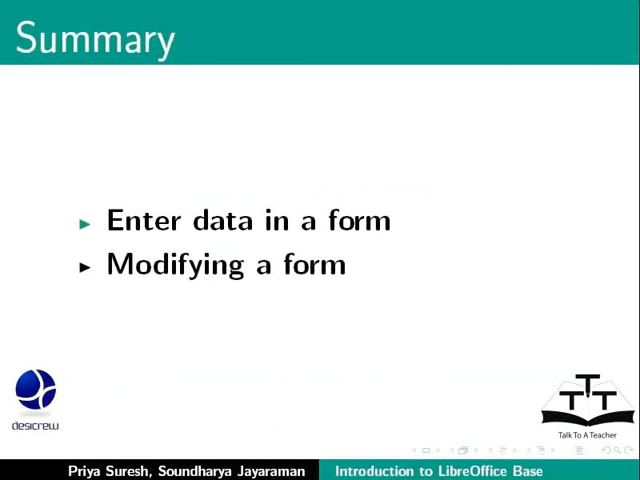 Summary
Enter data in a form
Modifying a form
desicrew
TTT
Talk To A Teacher
Priya Suresh, Soundharya Jayaraman
Introduction to LibreOffice Base